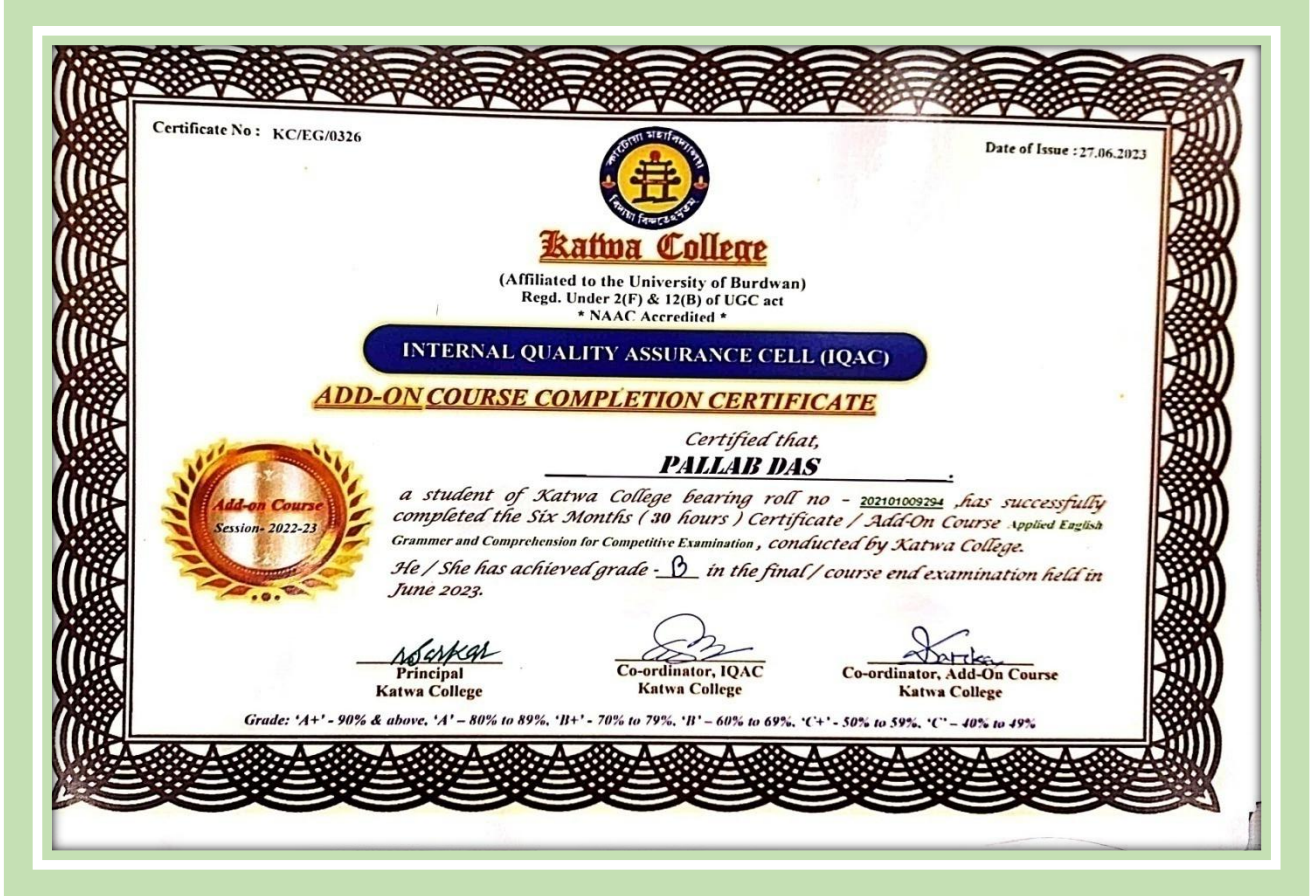 Certificate No : KC/EG/0326
Date of Issue : 27.06.2023
কাটোয়া মহাবিদ্যালয়
Katwa College
(Affiliated to the University of Burdwan)
Regd. Under 2(F) & 12(B) of UGC act
* NAAC Accredited *
INTERNAL QUALITY ASSURANCE CELL (IQAC)
ADD-ON COURSE COMPLETION CERTIFICATE
Certified that,
PALLAB DAS.
Add-on Course
Session- 2022-23
a student of Katwa College bearing roll no - 202101009294 ,has successfully
completed the Six Months ( 30 hours ) Certificate / Add-On Course Applied English
Grammer and Comprehension for Competitive Examination , conducted by Katwa College.
He / She has achieved grade - B in the final / course end examination held in
June 2023.
Principal
Katwa College
Co-ordinator, IQAC
Katwa College
Co-ordinator, Add-On Course
Katwa College
Grade: 'A+' - 90% & above, 'A' – 80% to 89%, 'B+' - 70% to 79%, 'B' – 60% to 69%, 'C+' - 50% to 59%, 'C' – 40% to 49%